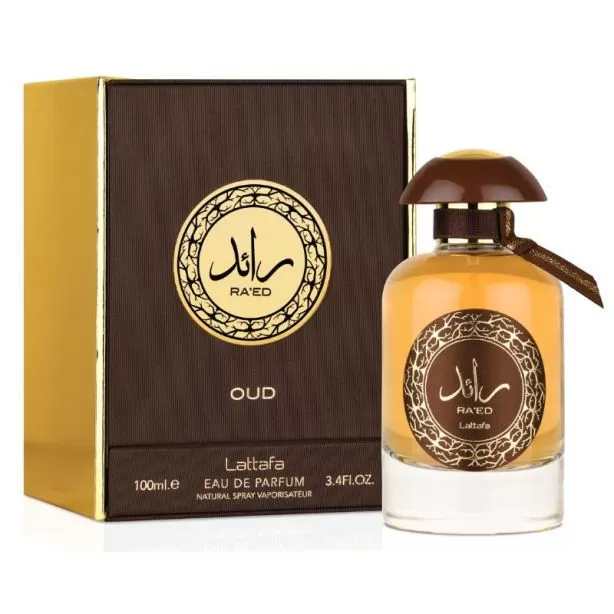 رائد
RA'ED
OUD
Lattafa
100ml.e EAU DE PARFUM 3.4FL.OZ.
NATURAL SPRAY VAPORISATEUR
رائد
RA'ED
Lattafa